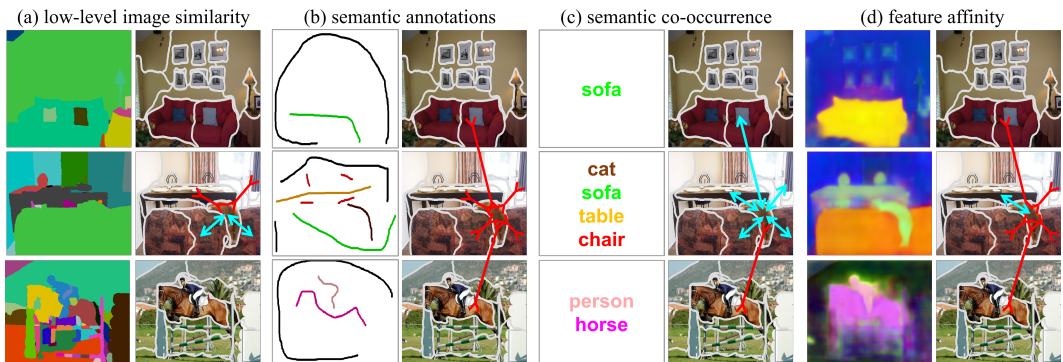 (a) low-level image similarity
(b) semantic annotations
(c) semantic co-occurrence
(d) feature affinity
sofa
cat
sofa
table
chair
person
horse